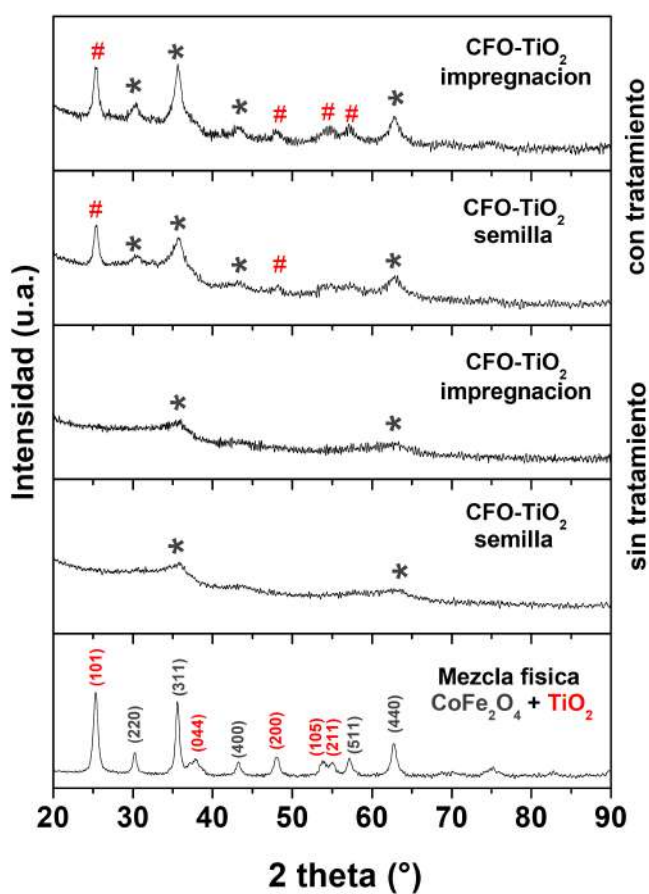 Intensidad (u.a.)
con tratamiento
sin tratamiento
# * * * # # # *
CFO-TiO₂
impregnacion
# * * * # *
CFO-TiO₂
semilla
* *
CFO-TiO₂
impregnacion
* *
CFO-TiO₂
semilla
(101) (220) (311) (044) (400) (200) (105) (211) (511) (440)
Mezcla fisica
CoFe₂O₄ + TiO₂
20 30 40 50 60 70 80 90
2 theta (°)